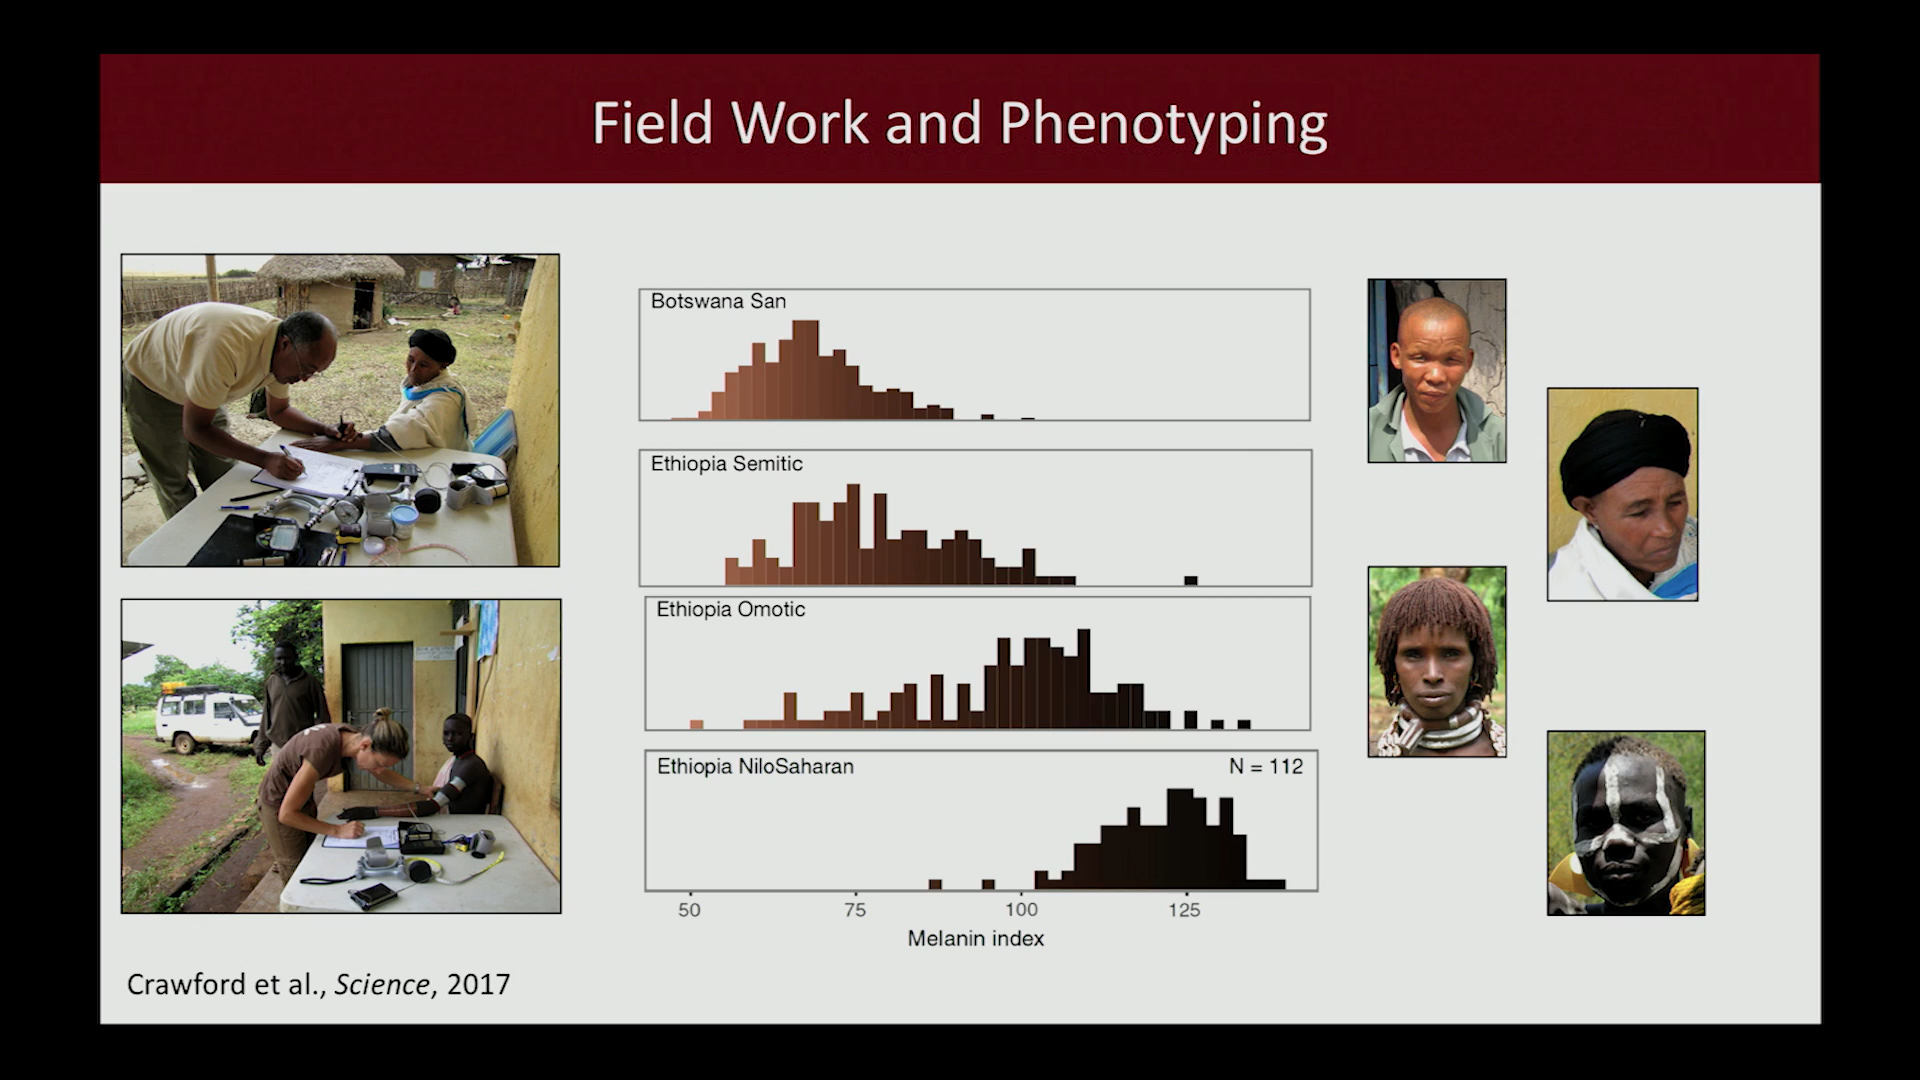 Field Work and Phenotyping
Botswana San
Ethiopia Semitic
Ethiopia Omotic
Ethiopia NiloSaharan N = 112
50 75 100 125
Melanin index
Crawford et al., Science, 2017